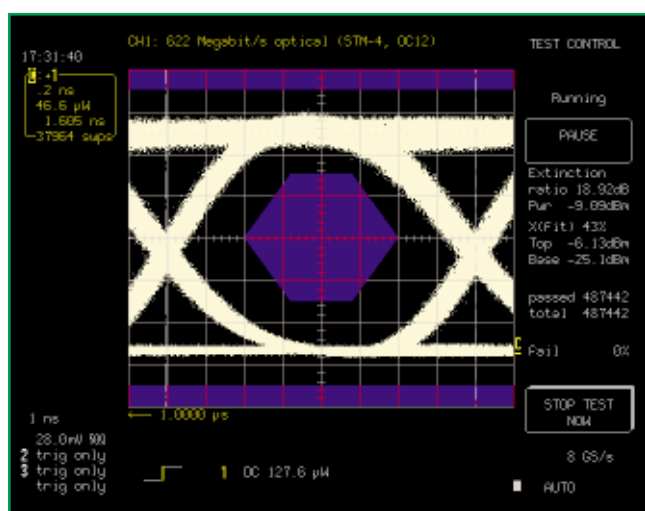 CH1: 622 Megabit/s optical (STM-4, OC12)
TEST CONTROL
17:31:40
.2 ns
46.6 µW
1.605 ns
37964 swps
Running
PAUSE
Extinction
ratio 18.92dB
Pwr -9.09dBm
X(Fit) 43%
Top -6.13dBm
Base -25.1dBm
passed 487442
total 487442
Fail 0%
STOP TEST
NOW
8 GS/s
AUTO
← 1.0000 µs
1 ns
28.0mV 50Ω
2 trig only
3 trig only
trig only
1 DC 127.6 µW
C